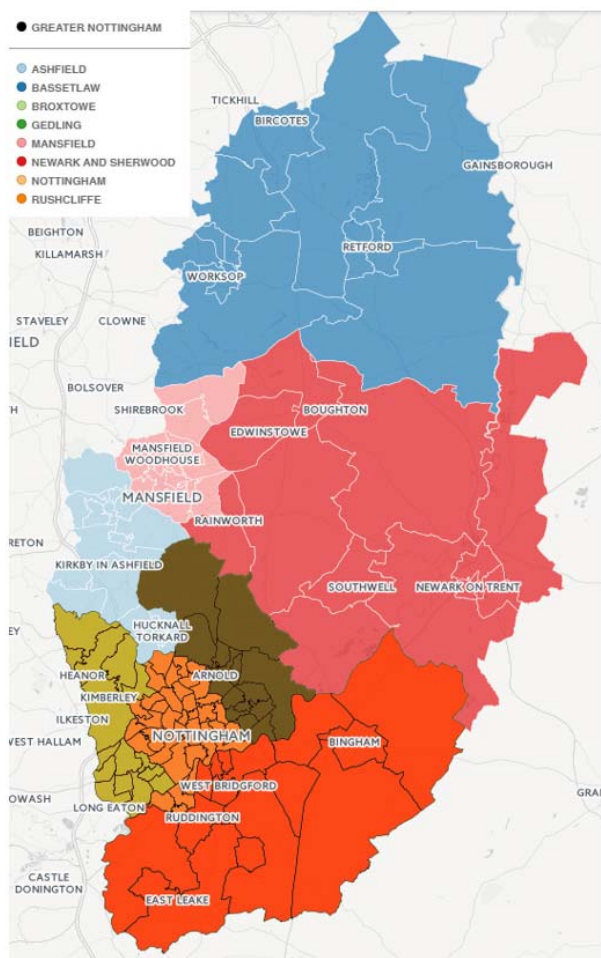 GREATER NOTTINGHAM
ASHFIELD
BASSETLAW
BROXTOWE
GEDLING
MANSFIELD
NEWARK AND SHERWOOD
NOTTINGHAM
RUSHCLIFFE
TICKHILL
BIRCOTES
GAINSBOROUGH
BEIGHTON
KILLAMARSH
RETFORD
WORKSOP
STAVELEY
CLOWNE
FIELD
BOLSOVER
SHIREBROOK
BOUGHTON
EDWINSTOWE
MANSFIELD
WOODHOUSE
MANSFIELD
RAINWORTH
RETON
KIRKBY IN ASHFIELD
SOUTHWELL
NEWARK ON TRENT
HUCKNALL
TORKARD
HEANOR
ARNOLD
KIMBERLEY
ILKESTON
WEST HALLAM
NOTTINGHAM
BINGHAM
WEST BRIDGFORD
OWASH
LONG EATON
RUDDINGTON
GRA
CASTLE
DONINGTON
EAST LEAKE